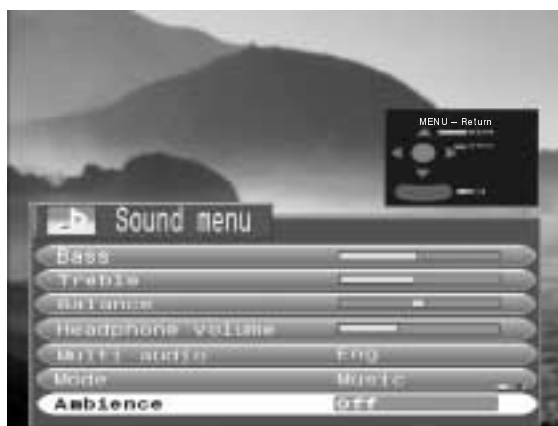 MENU – Return
Sound menu
Bass
Treble
Balance
Headphone Volume
Multi audio Eng
Mode Music
Ambience Off